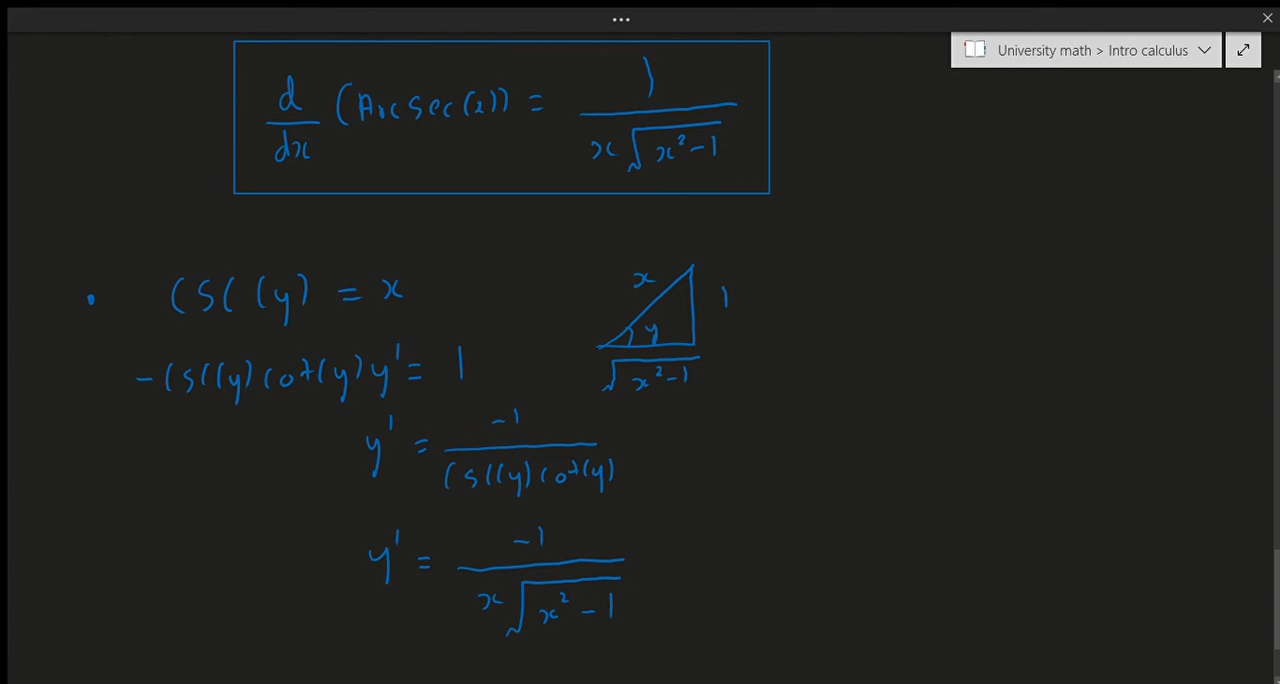 University math > Intro calculus
d/dx (Arcsec(x)) = 1/(x√(x²-1))
• csc(y) = x
-csc(y)cot(y)y' = 1
y' = -1/(csc(y)cot(y))
y' = -1/(x√(x²-1))
x
1
y
√(x²-1)